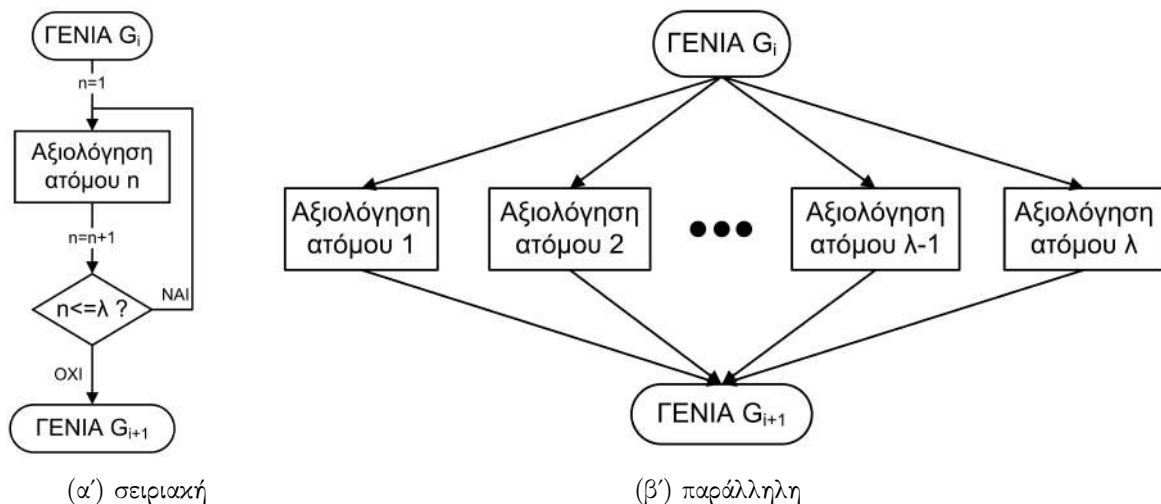 ΓΕΝΙΑ Gi
n=1
Αξιολόγηση
ατόμου n
n=n+1
n<=λ ?
ΝΑΙ
ΟΧΙ
ΓΕΝΙΑ Gi+1
(α΄) σειριακή
ΓΕΝΙΑ Gi
Αξιολόγηση
ατόμου 1
Αξιολόγηση
ατόμου 2
Αξιολόγηση
ατόμου λ-1
Αξιολόγηση
ατόμου λ
ΓΕΝΙΑ Gi+1
(β΄) παράλληλη